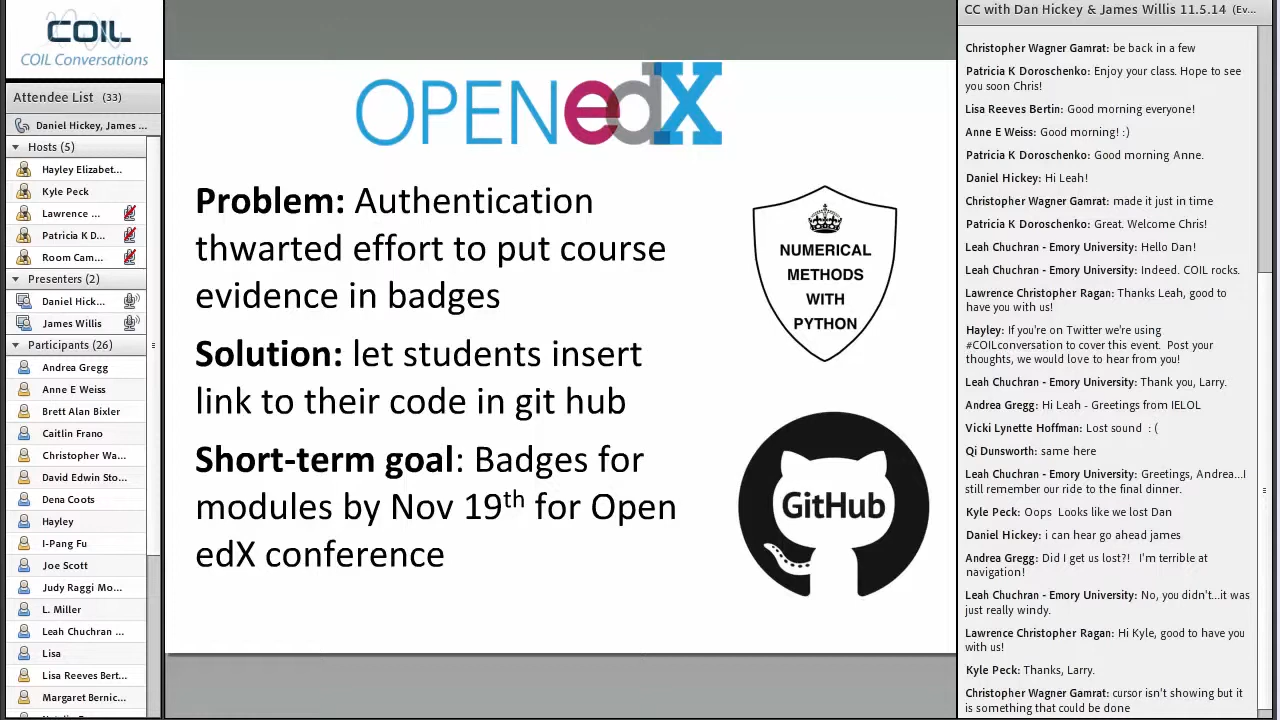 COIL
COIL Conversations
Attendee List (33)
Daniel Hickey, James ...
Hosts (5)
Hayley Elizabet...
Kyle Peck
Lawrence ...
Patricia K D...
Room Cam...
Presenters (2)
Daniel Hick...
James Willis
Participants (26)
Andrea Gregg
Anne E Weiss
Brett Alan Bixler
Caitlin Frano
Christopher Wa...
David Edwin Sto...
Dena Coots
Hayley
I-Pang Fu
Joe Scott
Judy Raggi Mo...
L. Miller
Leah Chuchran ...
Lisa
Lisa Reeves Bert...
Margaret Bernic...
OPENedX
Problem: Authentication
thwarted effort to put course
evidence in badges
Solution: let students insert
link to their code in git hub
Short-term goal: Badges for
modules by Nov 19th for Open
edX conference
NUMERICAL
METHODS
WITH
PYTHON
GitHub
CC with Dan Hickey & James Willis 11.5.14 (Ev...
Christopher Wagner Gamrat: be back in a few
Patricia K Doroschenko: Enjoy your class. Hope to see
you soon Chris!
Lisa Reeves Bertin: Good morning everyone!
Anne E Weiss: Good morning! :)
Patricia K Doroschenko: Good morning Anne.
Daniel Hickey: Hi Leah!
Christopher Wagner Gamrat: made it just in time
Patricia K Doroschenko: Great. Welcome Chris!
Leah Chuchran - Emory University: Hello Dan!
Leah Chuchran - Emory University: Indeed. COIL rocks.
Lawrence Christopher Ragan: Thanks Leah, good to
have you with us!
Hayley: If you're on Twitter we're using
#COILconversation to cover this event. Post your
thoughts, we would love to hear from you!
Leah Chuchran - Emory University: Thank you, Larry.
Andrea Gregg: Hi Leah - Greetings from IELOL
Vicki Lynette Hoffman: Lost sound : (
Qi Dunsworth: same here
Leah Chuchran - Emory University: Greetings, Andrea...I
still remember our ride to the final dinner.
Kyle Peck: Oops Looks like we lost Dan
Daniel Hickey: i can hear go ahead james
Andrea Gregg: Did I get us lost?! I'm terrible at
navigation!
Leah Chuchran - Emory University: No, you didn't...it was
just really windy.
Lawrence Christopher Ragan: Hi Kyle, good to have you
with us!
Kyle Peck: Thanks, Larry.
Christopher Wagner Gamrat: cursor isn't showing but it
is something that could be done